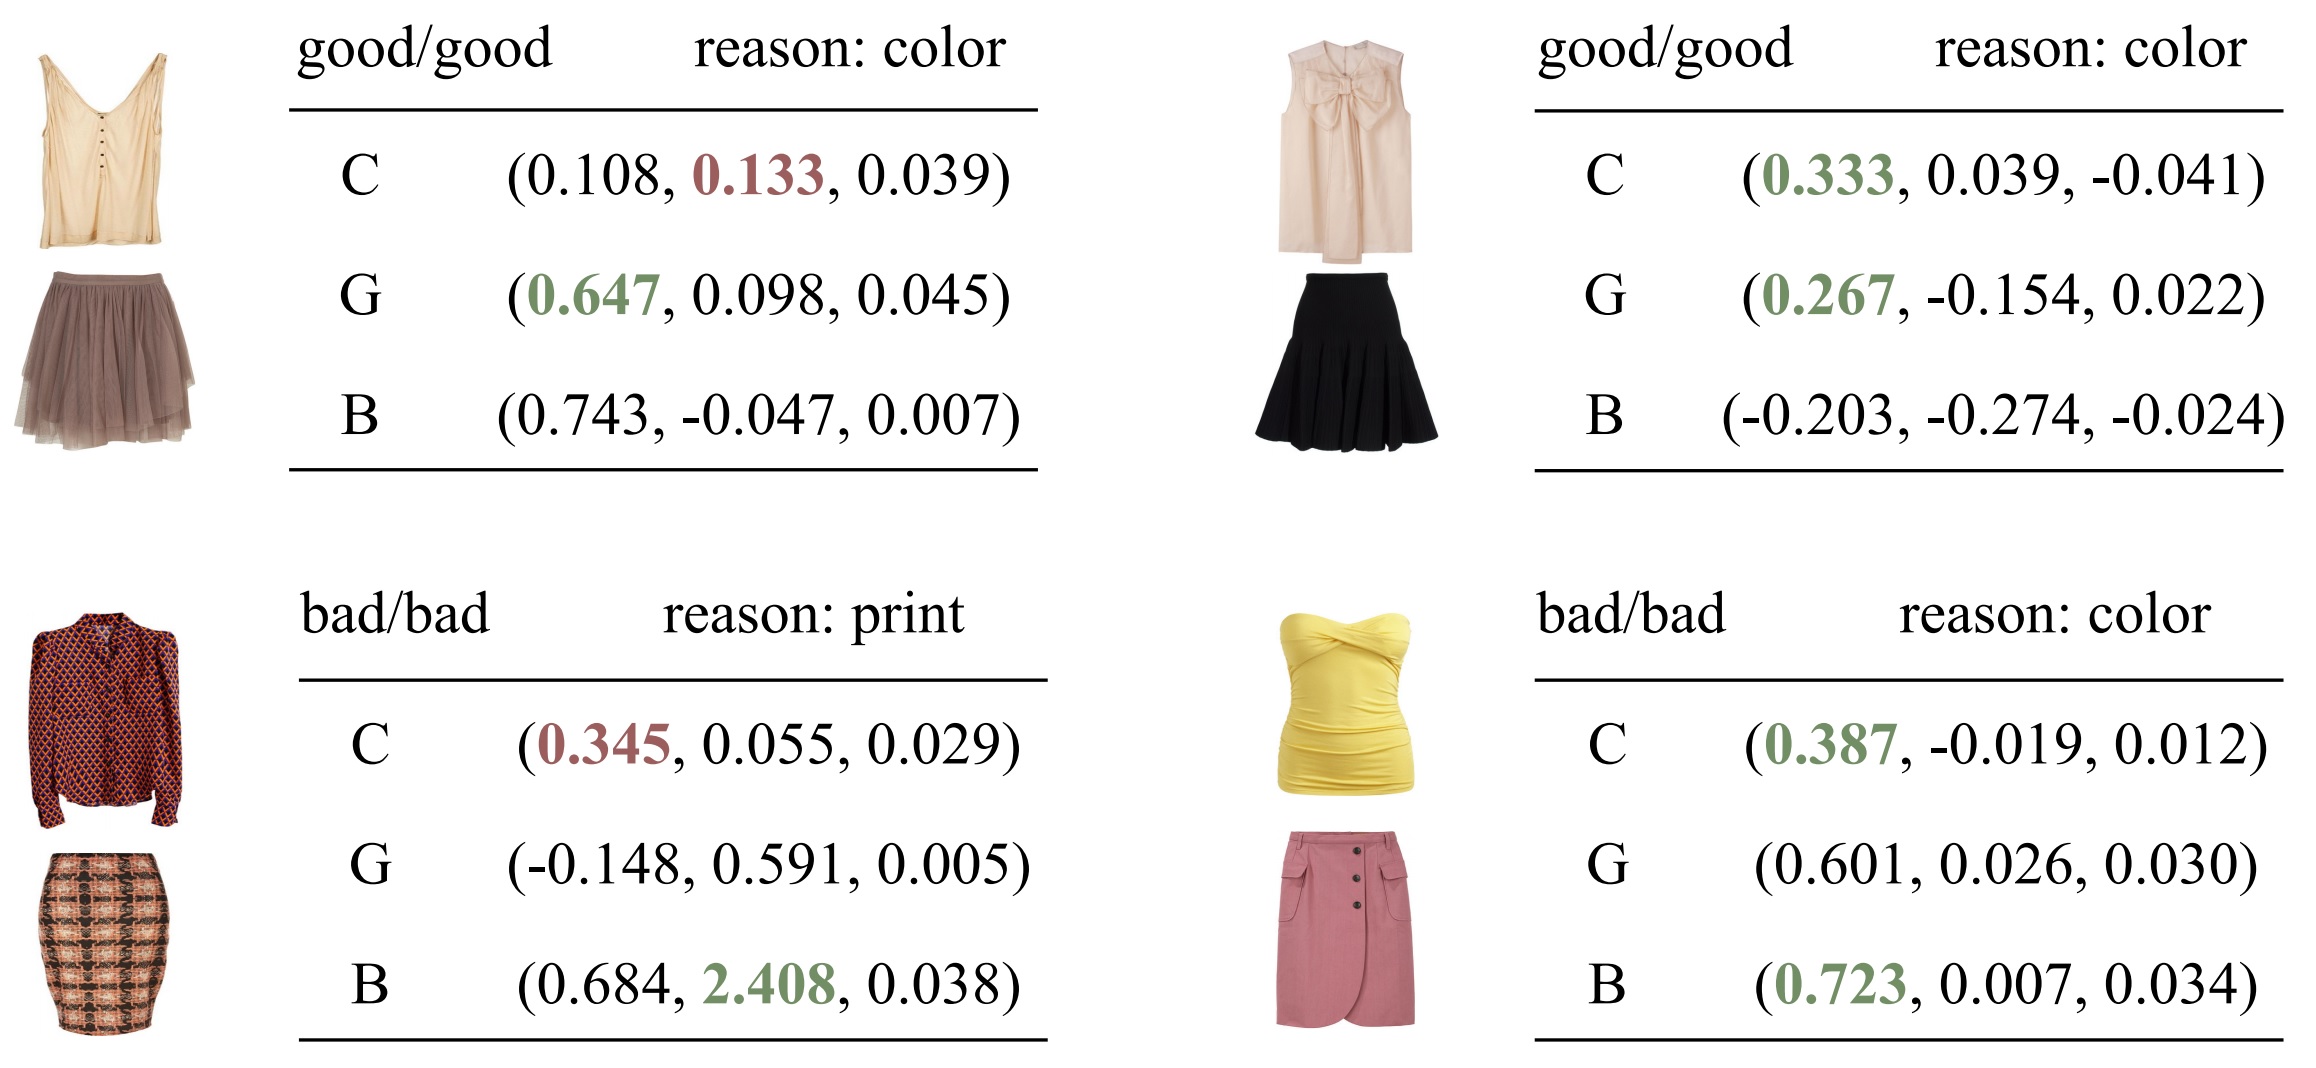 good/good reason: color
C (0.108, 0.133, 0.039)
G (0.647, 0.098, 0.045)
B (0.743, -0.047, 0.007)
good/good reason: color
C (0.333, 0.039, -0.041)
G (0.267, -0.154, 0.022)
B (-0.203, -0.274, -0.024)
bad/bad reason: print
C (0.345, 0.055, 0.029)
G (-0.148, 0.591, 0.005)
B (0.684, 2.408, 0.038)
bad/bad reason: color
C (0.387, -0.019, 0.012)
G (0.601, 0.026, 0.030)
B (0.723, 0.007, 0.034)